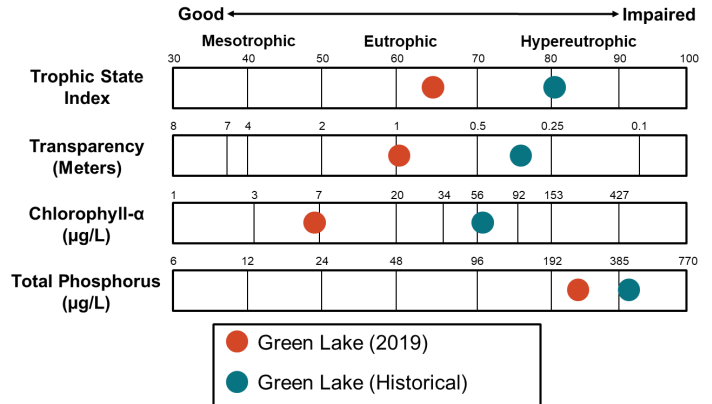 Good Impaired
Mesotrophic Eutrophic Hypereutrophic
30 40 50 60 70 80 90 100
Trophic State
Index
8 7 4 2 1 0.5 0.25 0.1
Transparency
(Meters)
1 3 7 20 34 56 92 153 427
Chlorophyll-α
(µg/L)
6 12 24 48 96 192 385 770
Total Phosphorus
(µg/L)
Green Lake (2019)
Green Lake (Historical)